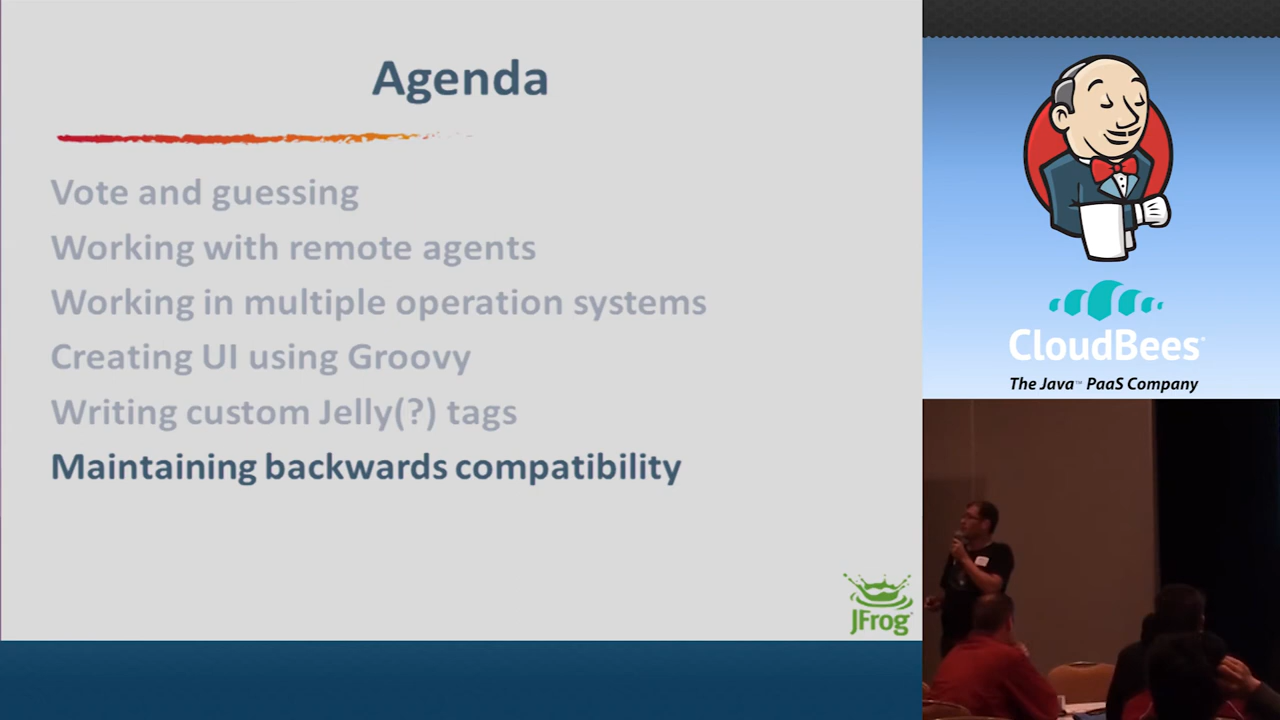 Agenda
Vote and guessing
Working with remote agents
Working in multiple operation systems
Creating UI using Groovy
Writing custom Jelly(?) tags
Maintaining backwards compatibility
JFrog
CloudBees
The Java™ PaaS Company